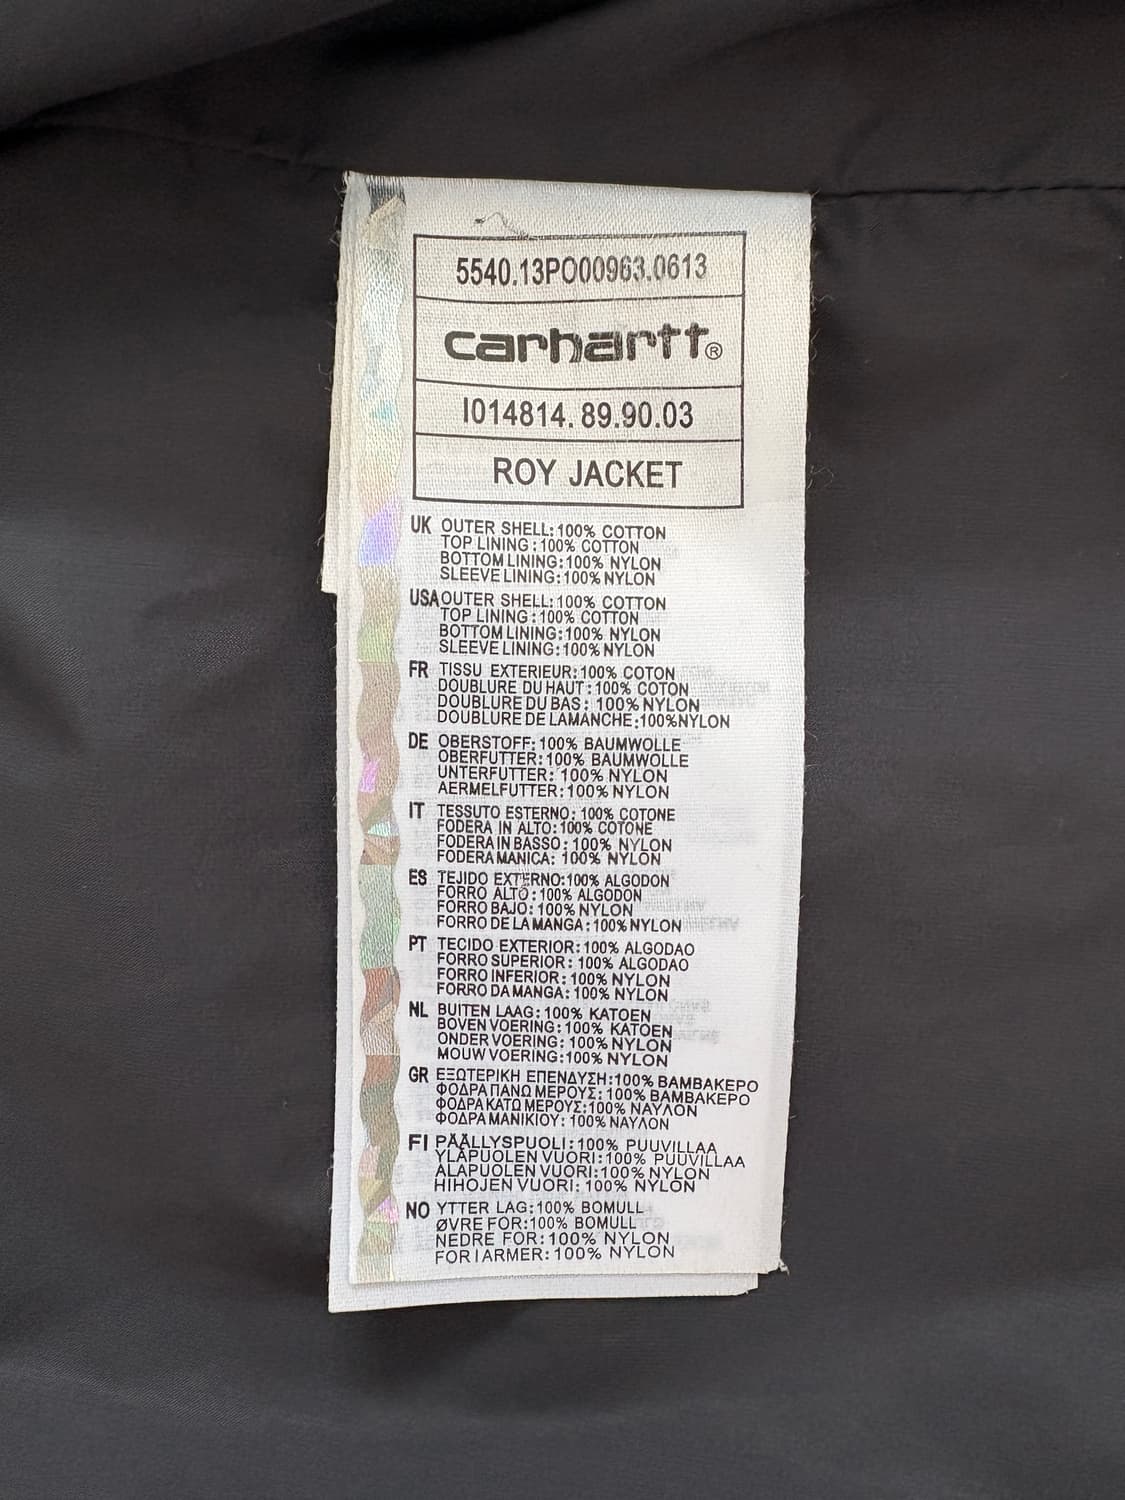 5540.13PO00963.0613
carhartt®
I014814. 89.90.03
ROY JACKET
UK OUTER SHELL:100% COTTON
TOP LINING:100% COTTON
BOTTOM LINING:100% NYLON
SLEEVE LINING:100% NYLON
USA OUTER SHELL:100% COTTON
TOP LINING:100% COTTON
BOTTOM LINING:100% NYLON
SLEEVE LINING:100% NYLON
FR TISSU EXTERIEUR:100% COTON
DOUBLURE DU HAUT:100% COTON
DOUBLURE DU BAS: 100% NYLON
DOUBLURE DE LAMANCHE:100%NYLON
DE OBERSTOFF:100% BAUMWOLLE
OBERFUTTER:100% BAUMWOLLE
UNTERFUTTER: 100% NYLON
AERMELFUTTER:100% NYLON
IT TESSUTO ESTERNO: 100% COTONE
FODERA IN ALTO:100% COTONE
FODERA IN BASSO: 100% NYLON
FODERA MANICA: 100% NYLON
ES TEJIDO EXTERNO:100% ALGODON
FORRO ALTO:100% ALGODON
FORRO BAJO:100% NYLON
FORRO DE LA MANGA:100% NYLON
PT TECIDO EXTERIOR:100% ALGODAO
FORRO SUPERIOR: 100% ALGODAO
FORRO INFERIOR: 100% NYLON
FORRO DA MANGA: 100% NYLON
NL BUITEN LAAG: 100% KATOEN
BOVEN VOERING:100% KATOEN
ONDER VOERING:100% NYLON
MOUW VOERING:100% NYLON
GR ΕΞΩΤΕΡΙΚΗ ΕΠΕΝΔΥΣΗ:100% ΒΑΜΒΑΚΕΡΟ
ΦΟΔΡΑ ΠΑΝΩ ΜΕΡΟΥΣ: 100% ΒΑΜΒΑΚΕΡΟ
ΦΟΔΡΑ ΚΑΤΩ ΜΕΡΟΥΣ:100% ΝΑΥΛΟΝ
ΦΟΔΡΑ ΜΑΝΙΚΙΟΥ: 100% ΝΑΥΛΟΝ
FI PÄÄLLYSPUOLI:100% PUUVILLAA
YLÄPUOLEN VUORI:100% PUUVILLAA
ALAPUOLEN VUORI:100% NYLON
HIHOJEN VUORI: 100% NYLON
NO YTTER LAG:100% BOMULL
ØVRE FOR:100% BOMULL
NEDRE FOR: 100% NYLON
FOR I ARMER: 100% NYLON